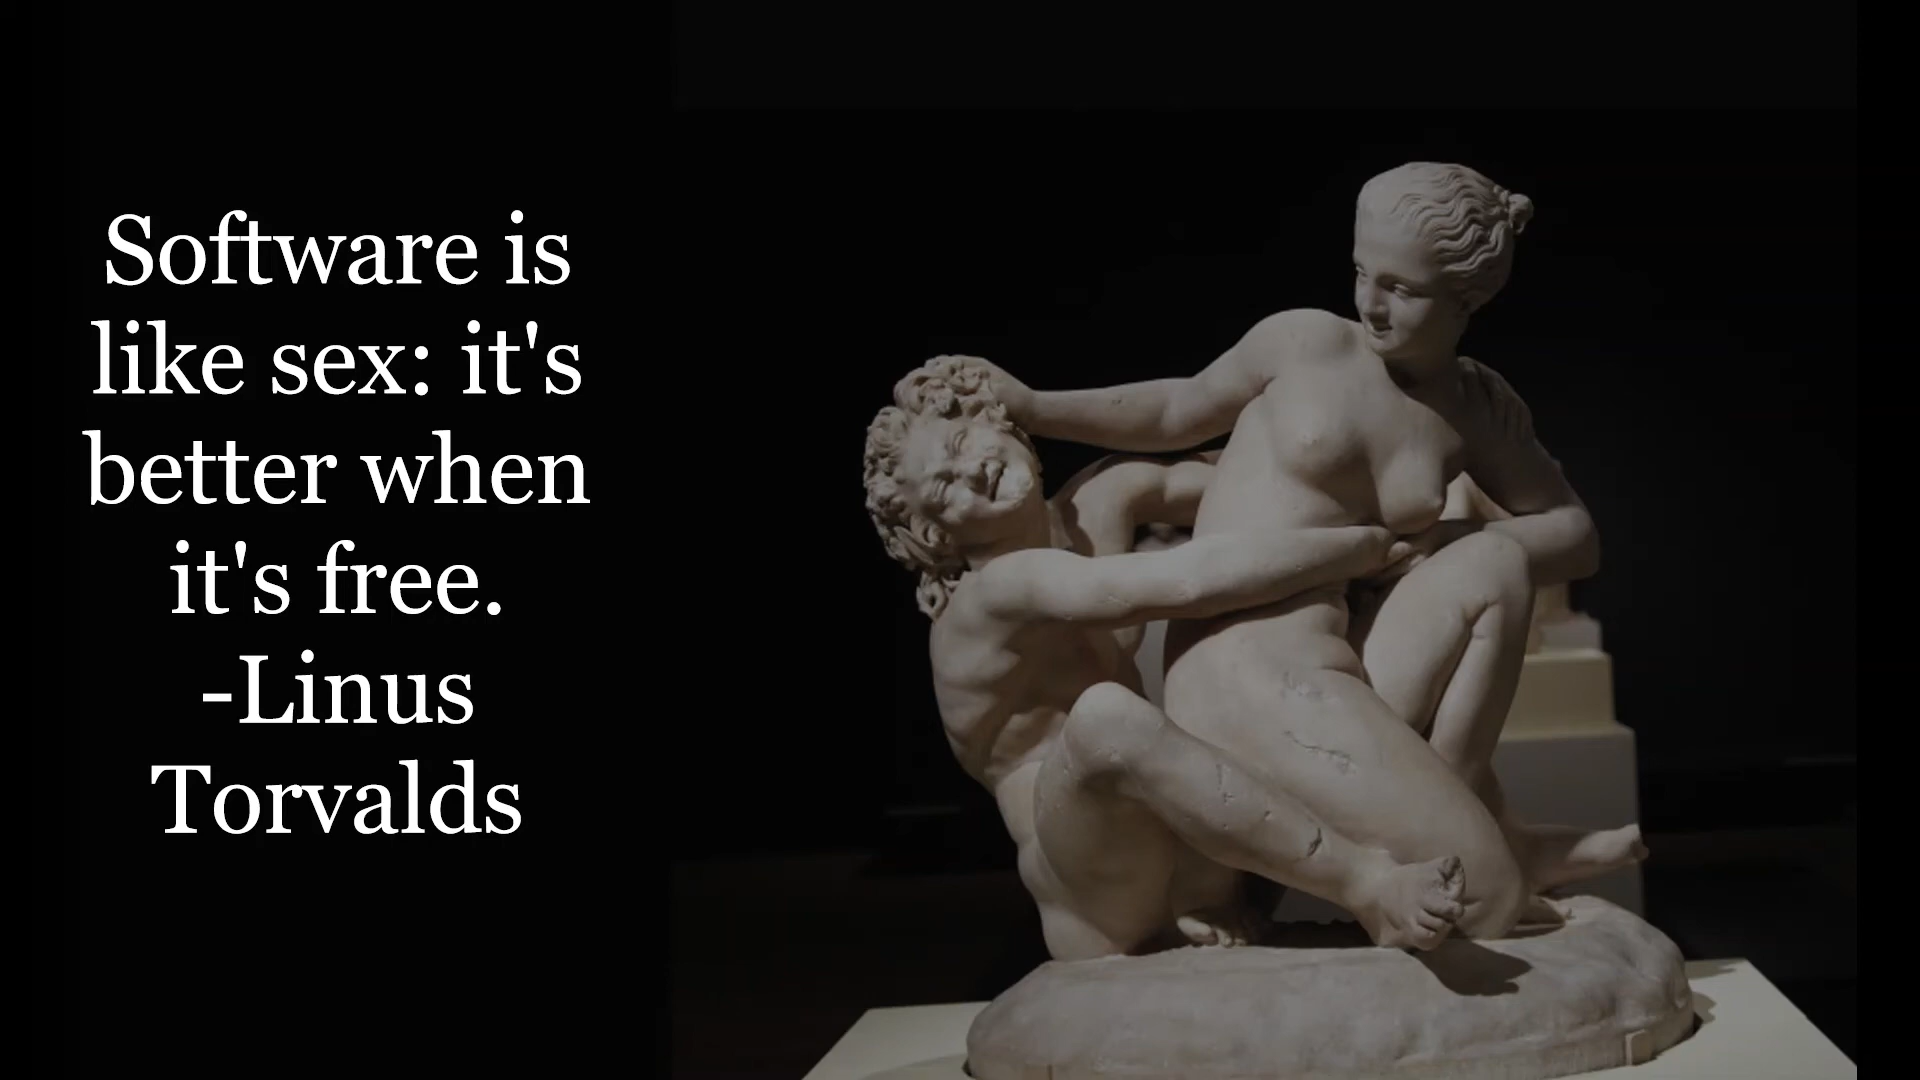 Software is
like sex: it's
better when
it's free.
-Linus
Torvalds